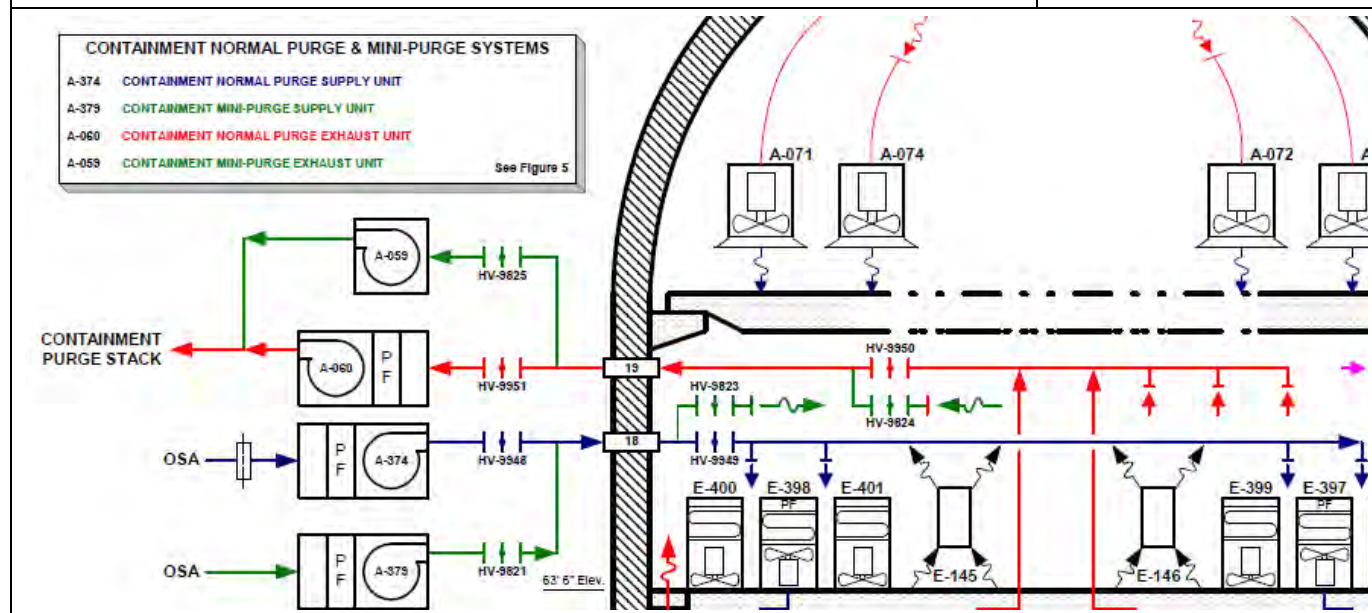 CONTAINMENT NORMAL PURGE & MINI-PURGE SYSTEMS
A-374 CONTAINMENT NORMAL PURGE SUPPLY UNIT
A-379 CONTAINMENT MINI-PURGE SUPPLY UNIT
A-060 CONTAINMENT NORMAL PURGE EXHAUST UNIT
A-059 CONTAINMENT MINI-PURGE EXHAUST UNIT
See Figure 5
A-071
A-074
A-072
A
A-059
HV-9825
CONTAINMENT
PURGE STACK
A-060
P
F
HV-9951
19
HV-9950
HV-9823
HV-9824
OSA
P
F
A-374
HV-9948
18
HV-9949
E-400
E-398
PF
E-401
E-145
E-146
E-399
E-397
PF
OSA
P
F
A-379
HV-9821
63' 6" Elev.